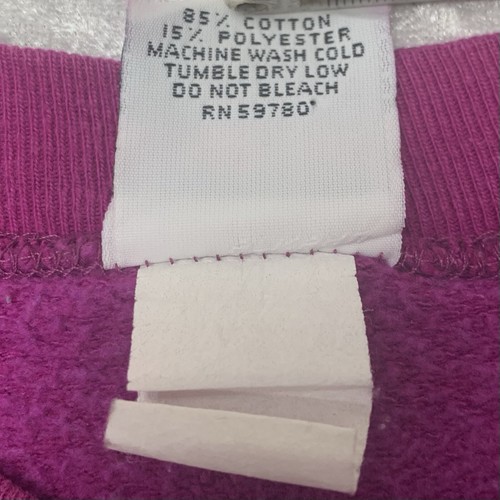 85% COTTON
15% POLYESTER
MACHINE WASH COLD
TUMBLE DRY LOW
DO NOT BLEACH
RN 59780*